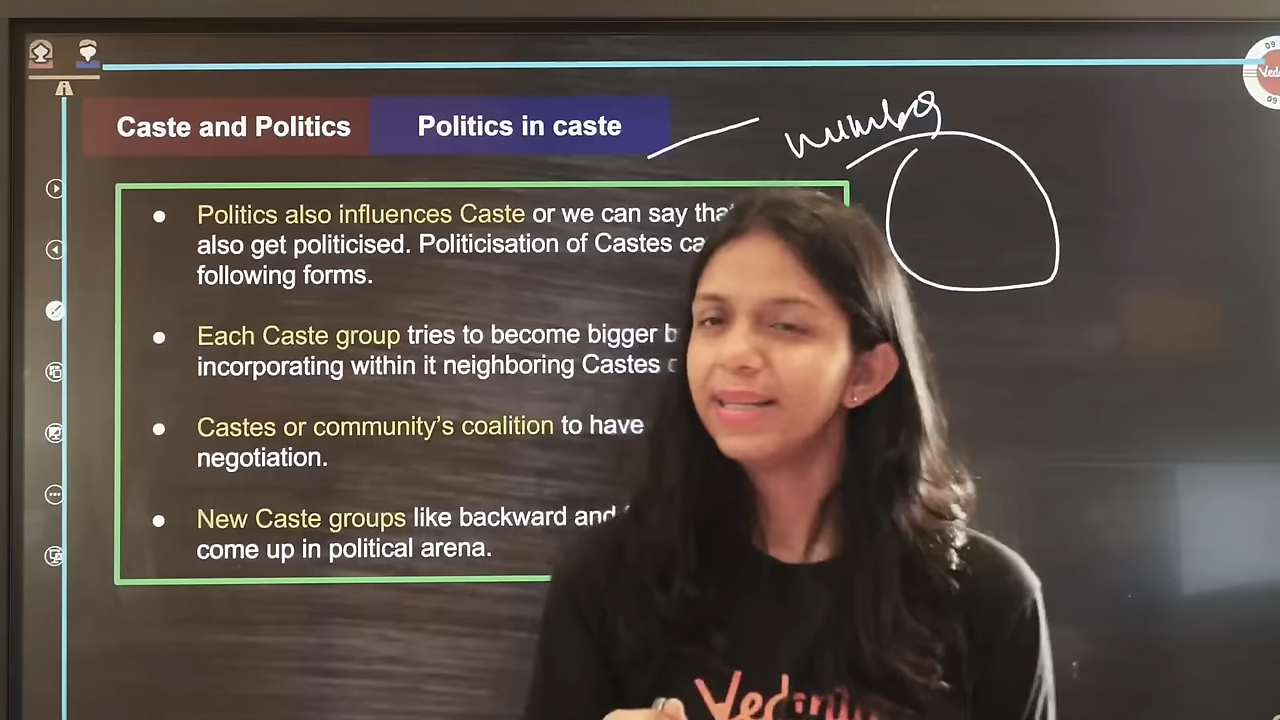 Caste and Politics Politics in caste
Politics also influences Caste or we can say that
also get politicised. Politicisation of Castes
following forms.
Each Caste group tries to become bigger
incorporating within it neighboring Castes
Castes or community's coalition to have
negotiation.
New Caste groups like backward and
come up in political arena.